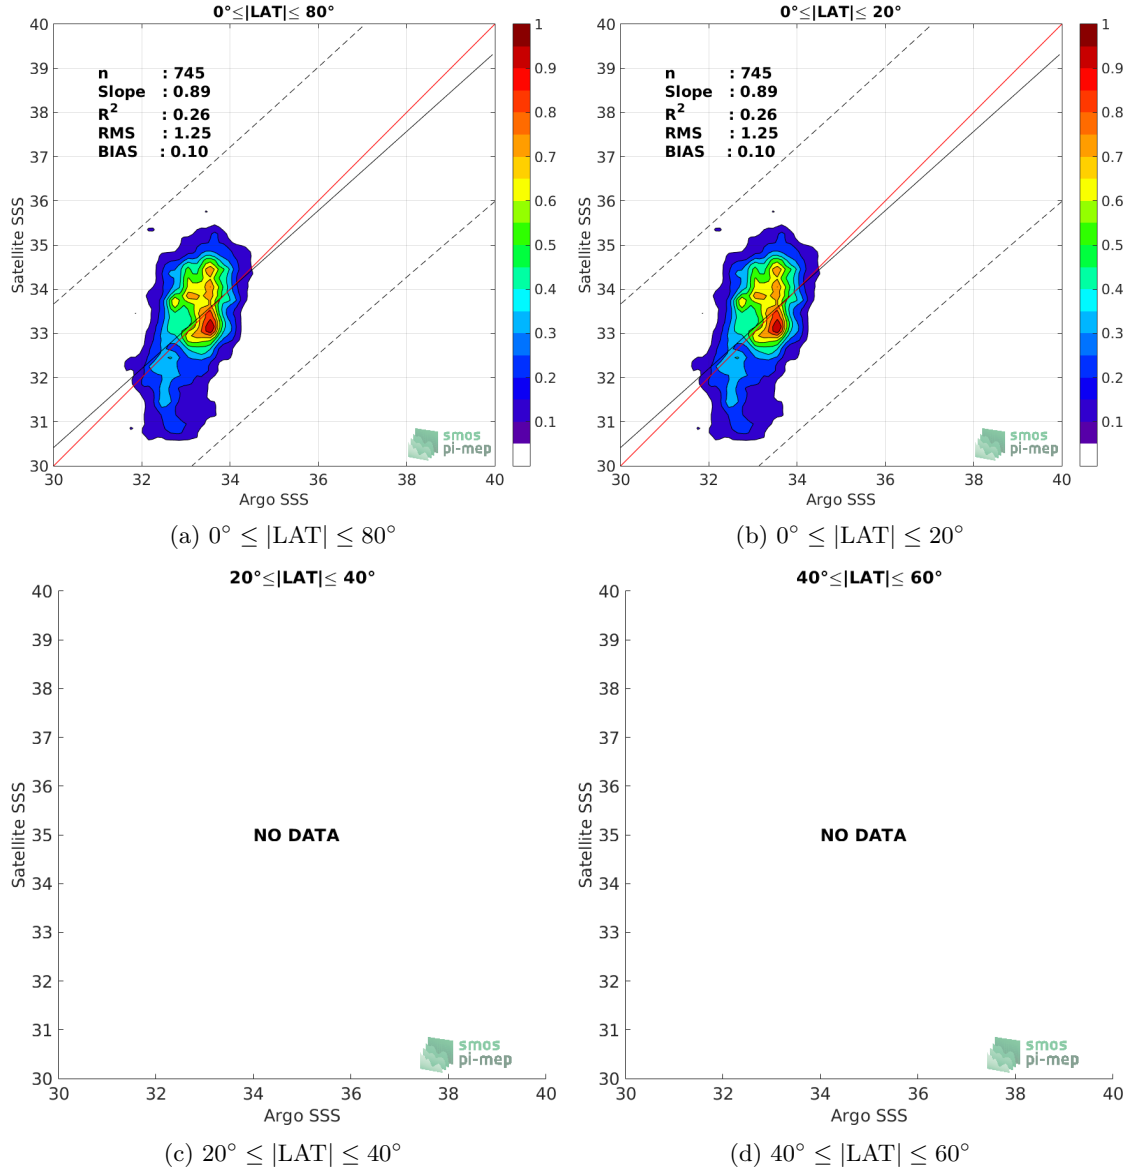 0°≤|LAT|≤ 80°
40
39
38
37
36
35
34
33
32
31
30
Satellite SSS
n : 745
Slope : 0.89
R² : 0.26
RMS : 1.25
BIAS : 0.10
smos
pi-mep
30 32 34 36 38 40
Argo SSS
1
0.9
0.8
0.7
0.6
0.5
0.4
0.3
0.2
0.1
(a) 0° ≤ |LAT| ≤ 80°
0°≤|LAT|≤ 20°
40
39
38
37
36
35
34
33
32
31
30
Satellite SSS
n : 745
Slope : 0.89
R² : 0.26
RMS : 1.25
BIAS : 0.10
smos
pi-mep
30 32 34 36 38 40
Argo SSS
1
0.9
0.8
0.7
0.6
0.5
0.4
0.3
0.2
0.1
(b) 0° ≤ |LAT| ≤ 20°
20°≤|LAT|≤ 40°
40
39
38
37
36
35
34
33
32
31
30
Satellite SSS
NO DATA
smos
pi-mep
30 32 34 36 38 40
Argo SSS
(c) 20° ≤ |LAT| ≤ 40°
40°≤|LAT|≤ 60°
40
39
38
37
36
35
34
33
32
31
30
Satellite SSS
NO DATA
smos
pi-mep
30 32 34 36 38 40
Argo SSS
(d) 40° ≤ |LAT| ≤ 60°